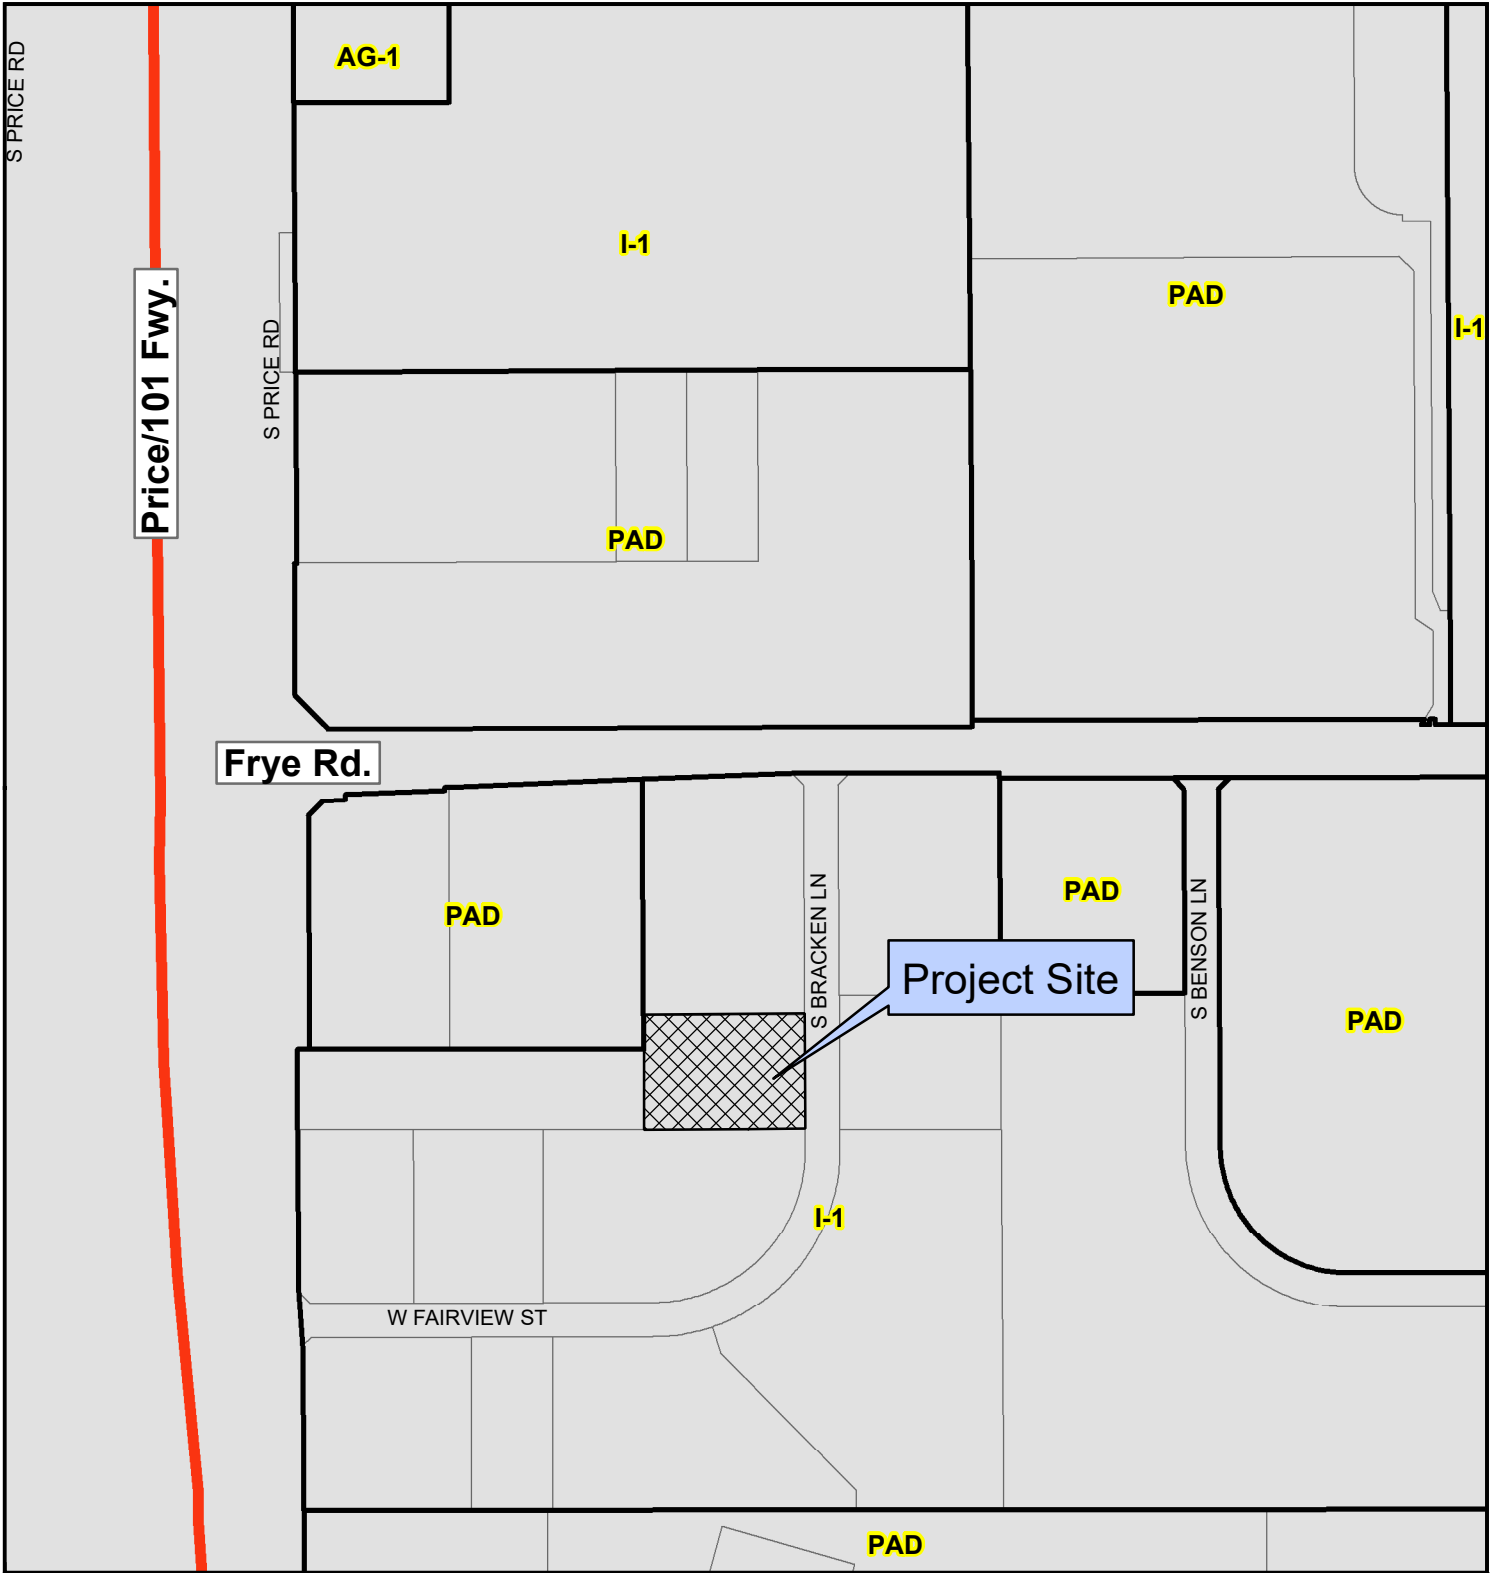 S PRICE RD
AG-1
I-1
PAD
I-1
Price/101 Fwy.
S PRICE RD
PAD
Frye Rd.
PAD
S BRACKEN LN
PAD
S BENSON LN
Project Site
PAD
I-1
W FAIRVIEW ST
PAD